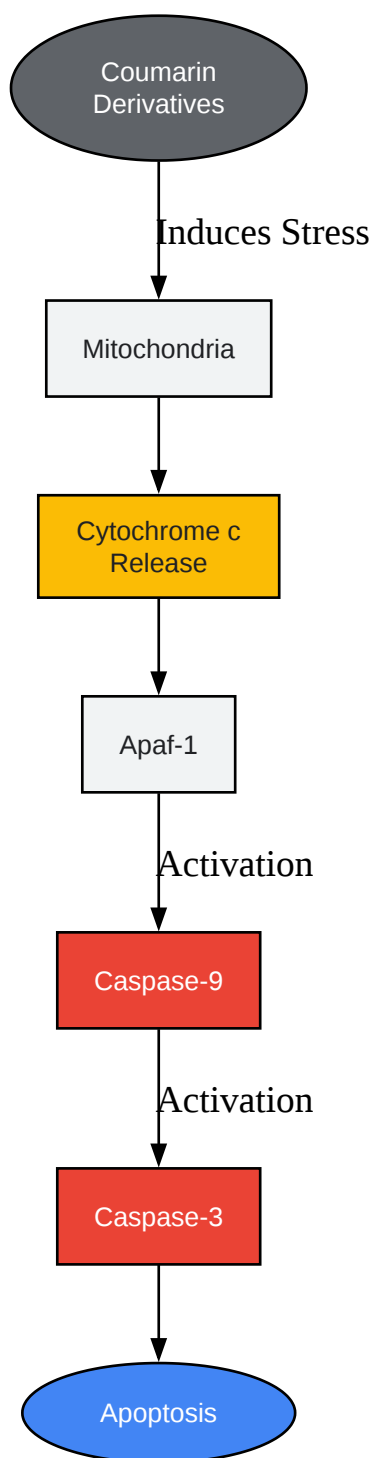 Coumarin
Derivatives
Induces Stress
Mitochondria
Cytochrome c
Release
Apaf-1
Activation
Caspase-9
Activation
Caspase-3
Apoptosis